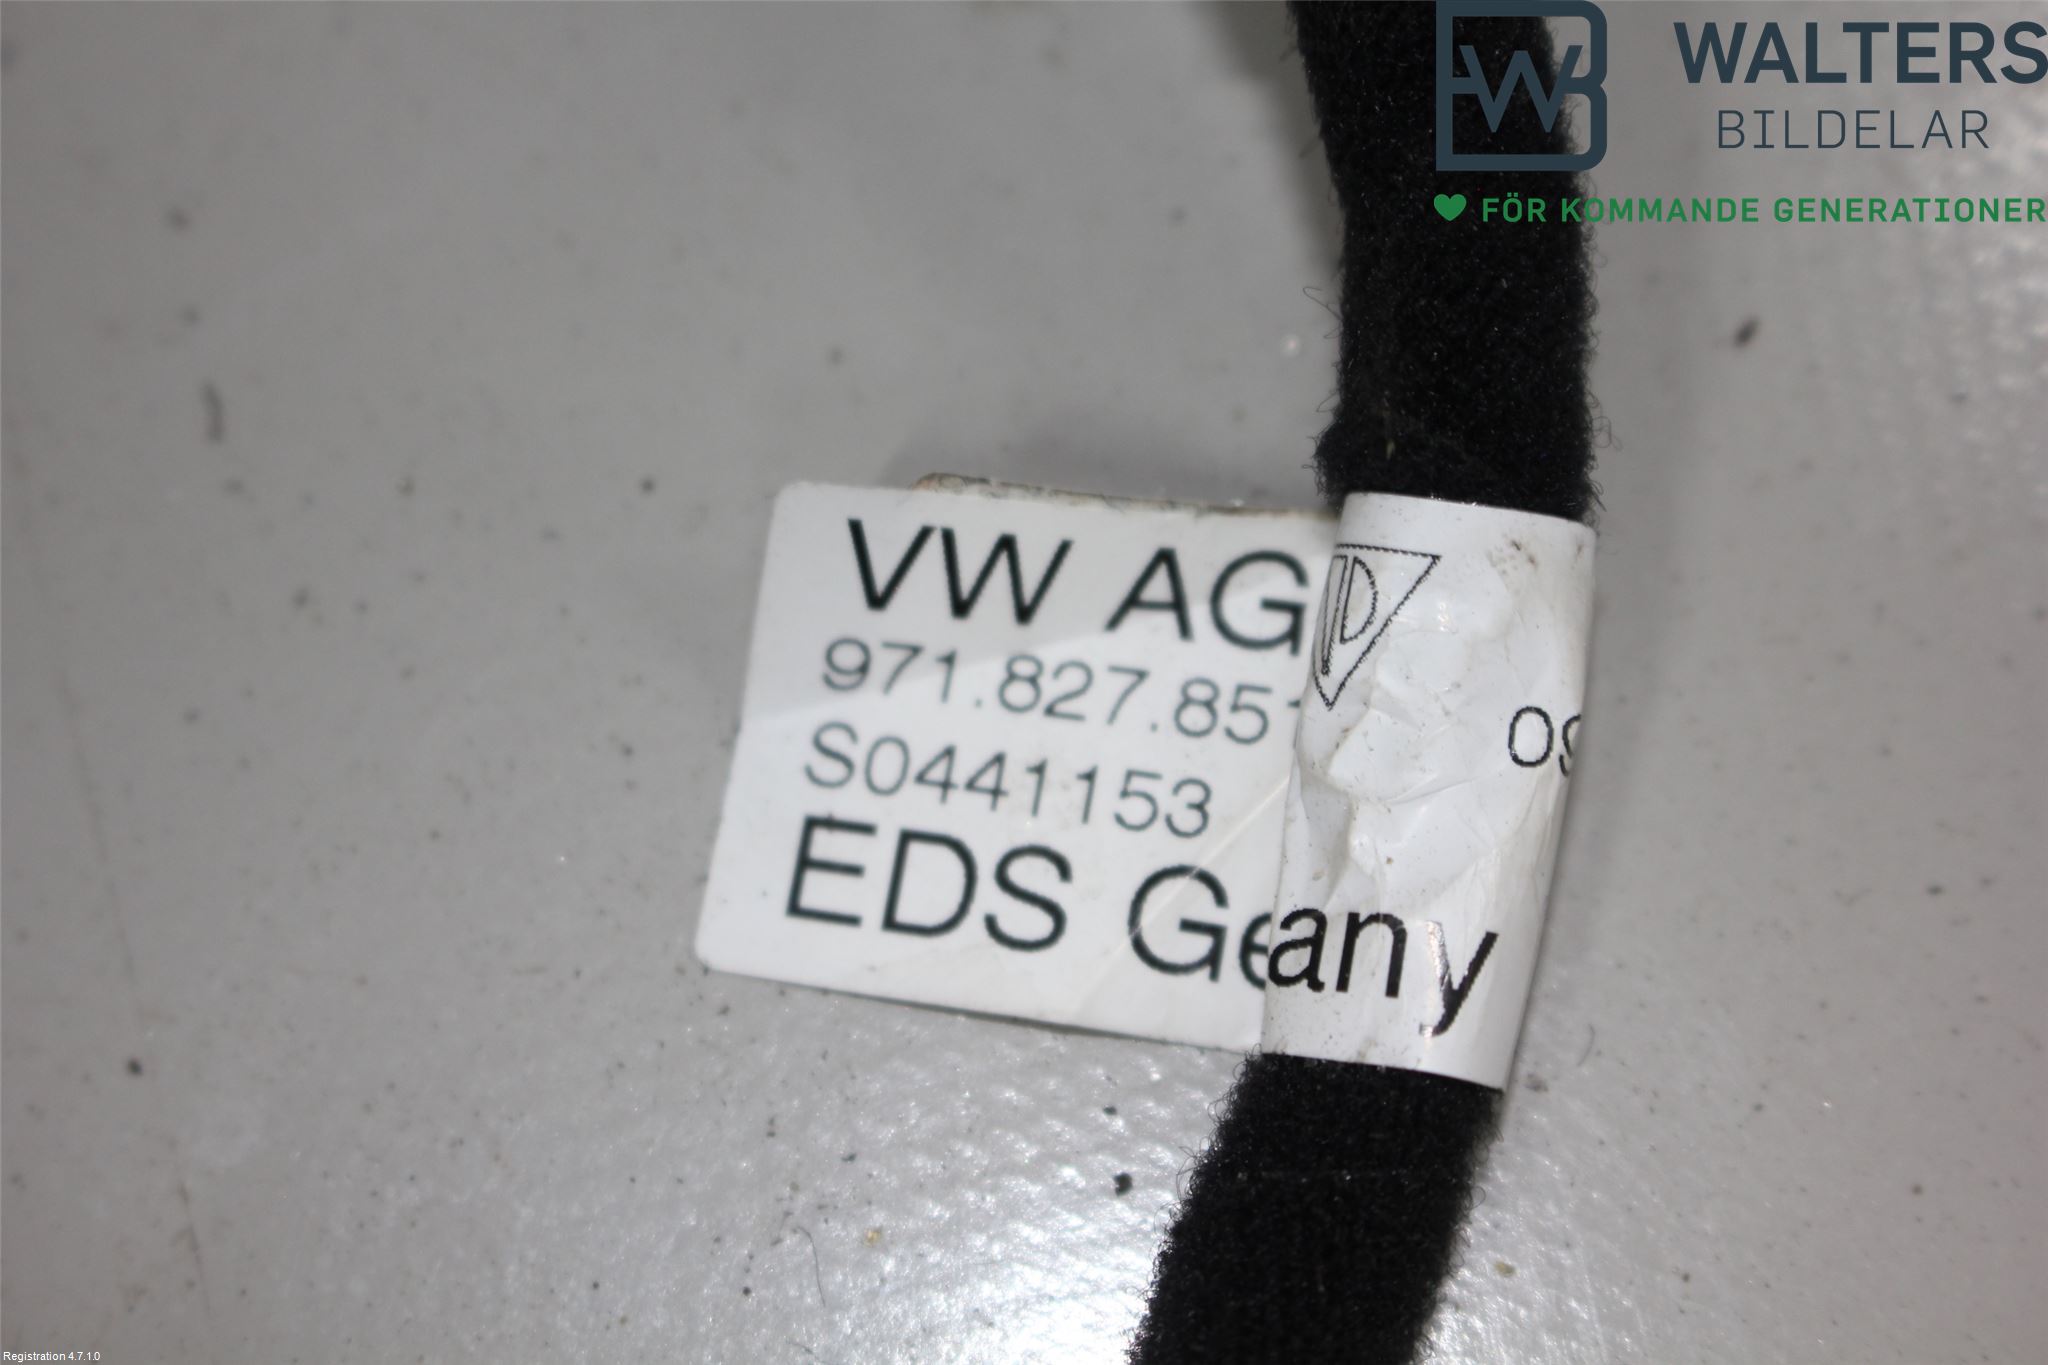 WALTERS
BILDELAR
FÖR KOMMANDE GENERATIONER
VW AG
971.827.85
S0441153
EDS Ge
any
Registration 4.7.1.0